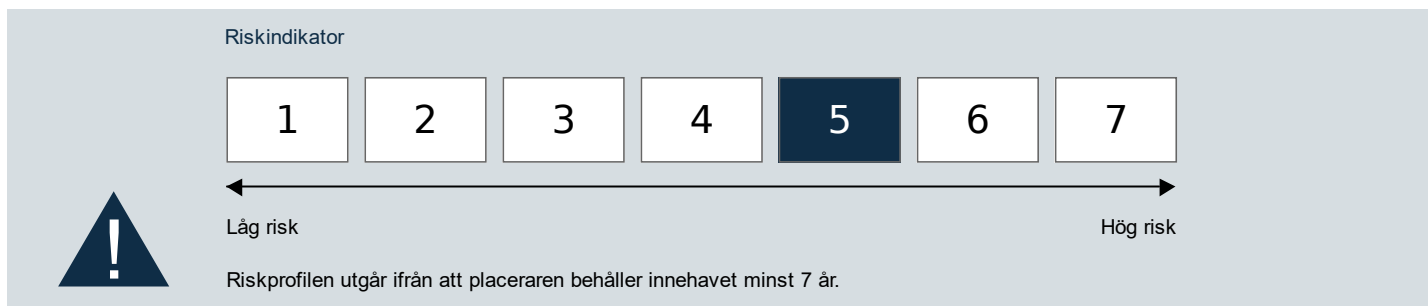 Riskindikator
1 2 3 4 5 6 7
Låg risk Hög risk
!
Riskprofilen utgår ifrån att placeraren behåller innehavet minst 7 år.